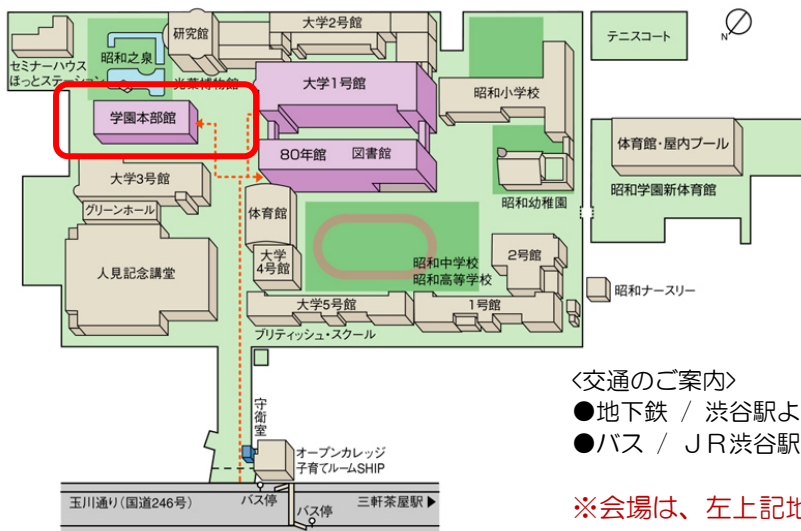 研究館
大学2号館
N
テニスコート
昭和之泉
セミナーハウス
ほっとステーション
光葉博物館
大学1号館
昭和小学校
学園本部館
体育館・屋内プール
80年館 図書館
大学3号館
昭和学園新体育館
グリーンホール
昭和幼稚園
体育館
2号館
大学
4号館
昭和中学校
昭和高等学校
人見記念講堂
昭和ナースリー
大学5号館
1号館
ブリティッシュ・スクール
<交通のご案内>
●地下鉄 / 渋谷駅よ
●バス / JR渋谷駅
守衛室
オープンカレッジ
子育てルームSHIP
玉川通り(国道246号)
バス停
バス停
三軒茶屋駅▶
※会場は、左上記地